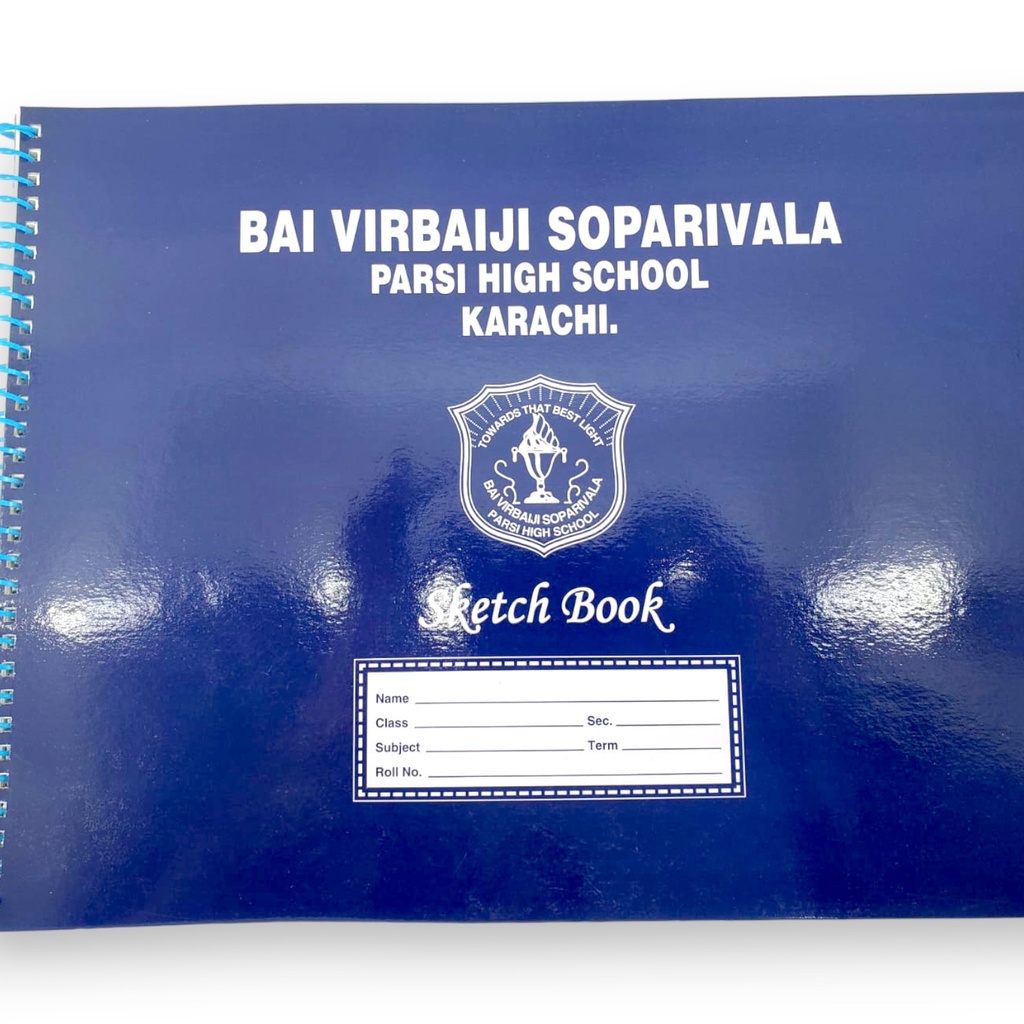 BAI VIRBAIJI SOPARIVALA
PARSI HIGH SCHOOL
KARACHI.
TOWARDS THAT BEST LIGHT
BAI VIRBAIJI SOPARIVALA
PARSI HIGH SCHOOL
Sketch Book
Name
Class Sec.
Subject Term
Roll No.